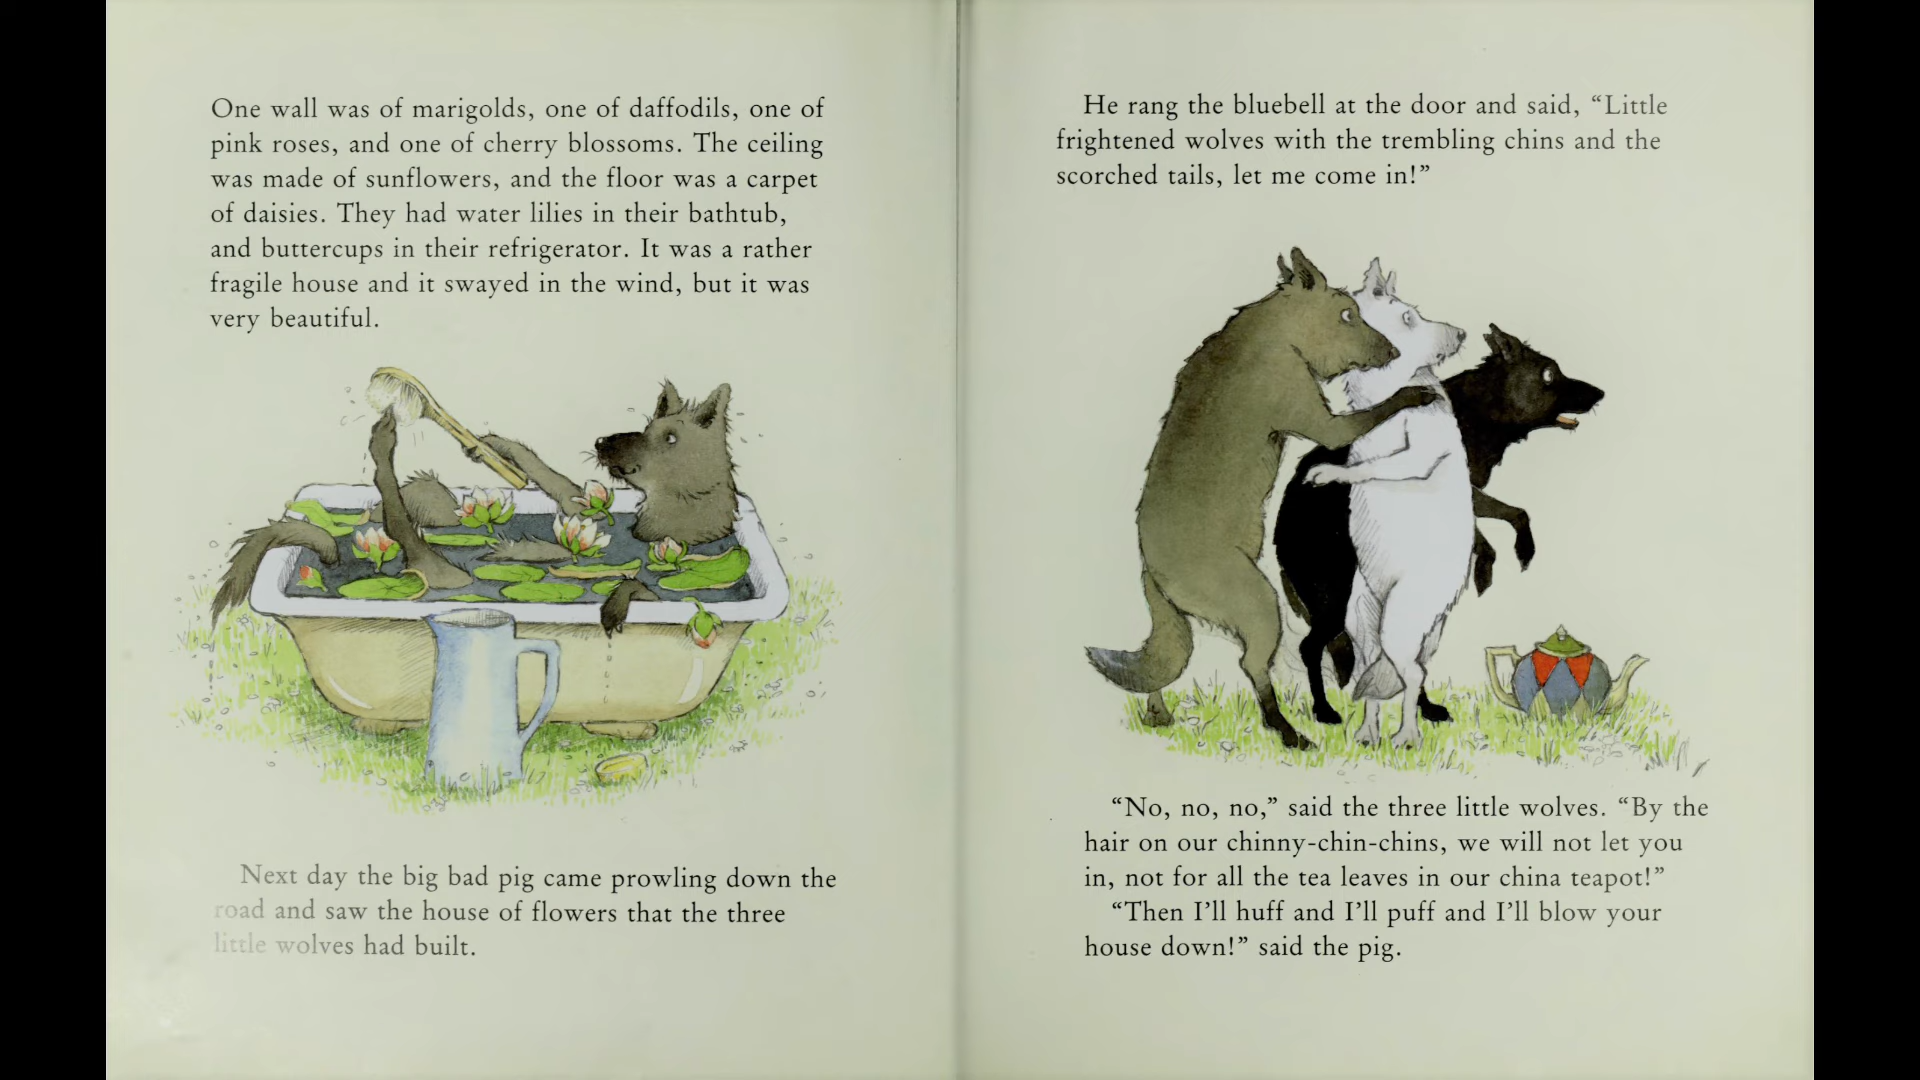 One wall was of marigolds, one of daffodils, one of
pink roses, and one of cherry blossoms. The ceiling
was made of sunflowers, and the floor was a carpet
of daisies. They had water lilies in their bathtub,
and buttercups in their refrigerator. It was a rather
fragile house and it swayed in the wind, but it was
very beautiful.
Next day the big bad pig came prowling down the
road and saw the house of flowers that the three
little wolves had built.
He rang the bluebell at the door and said, “Little
frightened wolves with the trembling chins and the
scorched tails, let me come in!”
“No, no, no,” said the three little wolves. “By the
hair on our chinny-chin-chins, we will not let you
in, not for all the tea leaves in our china teapot!”
“Then I’ll huff and I’ll puff and I’ll blow your
house down!” said the pig.